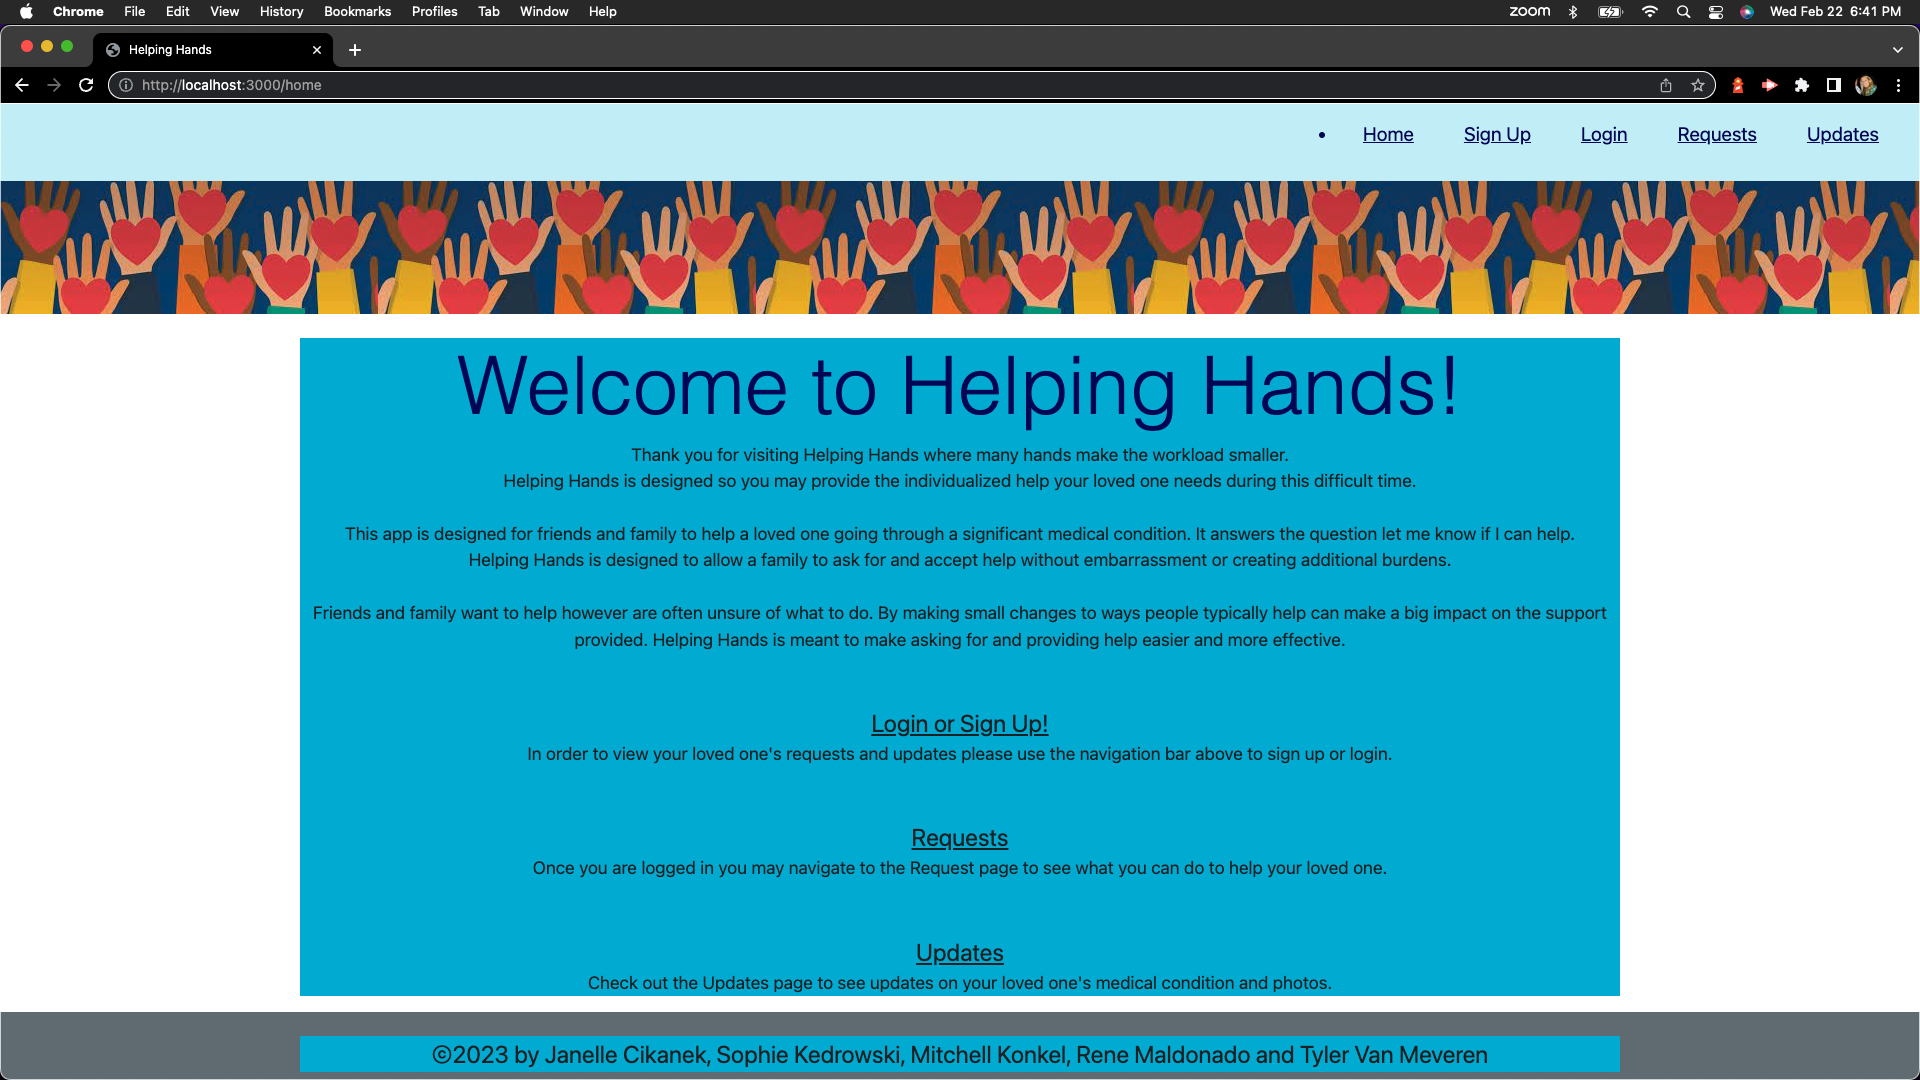 Chrome File Edit View History Bookmarks Profiles Tab Window Help zoom Wed Feb 22 6:41 PM
Helping Hands
http://localhost:3000/home
• Home Sign Up Login Requests Updates
Welcome to Helping Hands!
Thank you for visiting Helping Hands where many hands make the workload smaller.
Helping Hands is designed so you may provide the individualized help your loved one needs during this difficult time.
This app is designed for friends and family to help a loved one going through a significant medical condition. It answers the question let me know if I can help.
Helping Hands is designed to allow a family to ask for and accept help without embarrassment or creating additional burdens.
Friends and family want to help however are often unsure of what to do. By making small changes to ways people typically help can make a big impact on the support
provided. Helping Hands is meant to make asking for and providing help easier and more effective.
Login or Sign Up!
In order to view your loved one's requests and updates please use the navigation bar above to sign up or login.
Requests
Once you are logged in you may navigate to the Request page to see what you can do to help your loved one.
Updates
Check out the Updates page to see updates on your loved one's medical condition and photos.
©2023 by Janelle Cikanek, Sophie Kedrowski, Mitchell Konkel, Rene Maldonado and Tyler Van Meveren